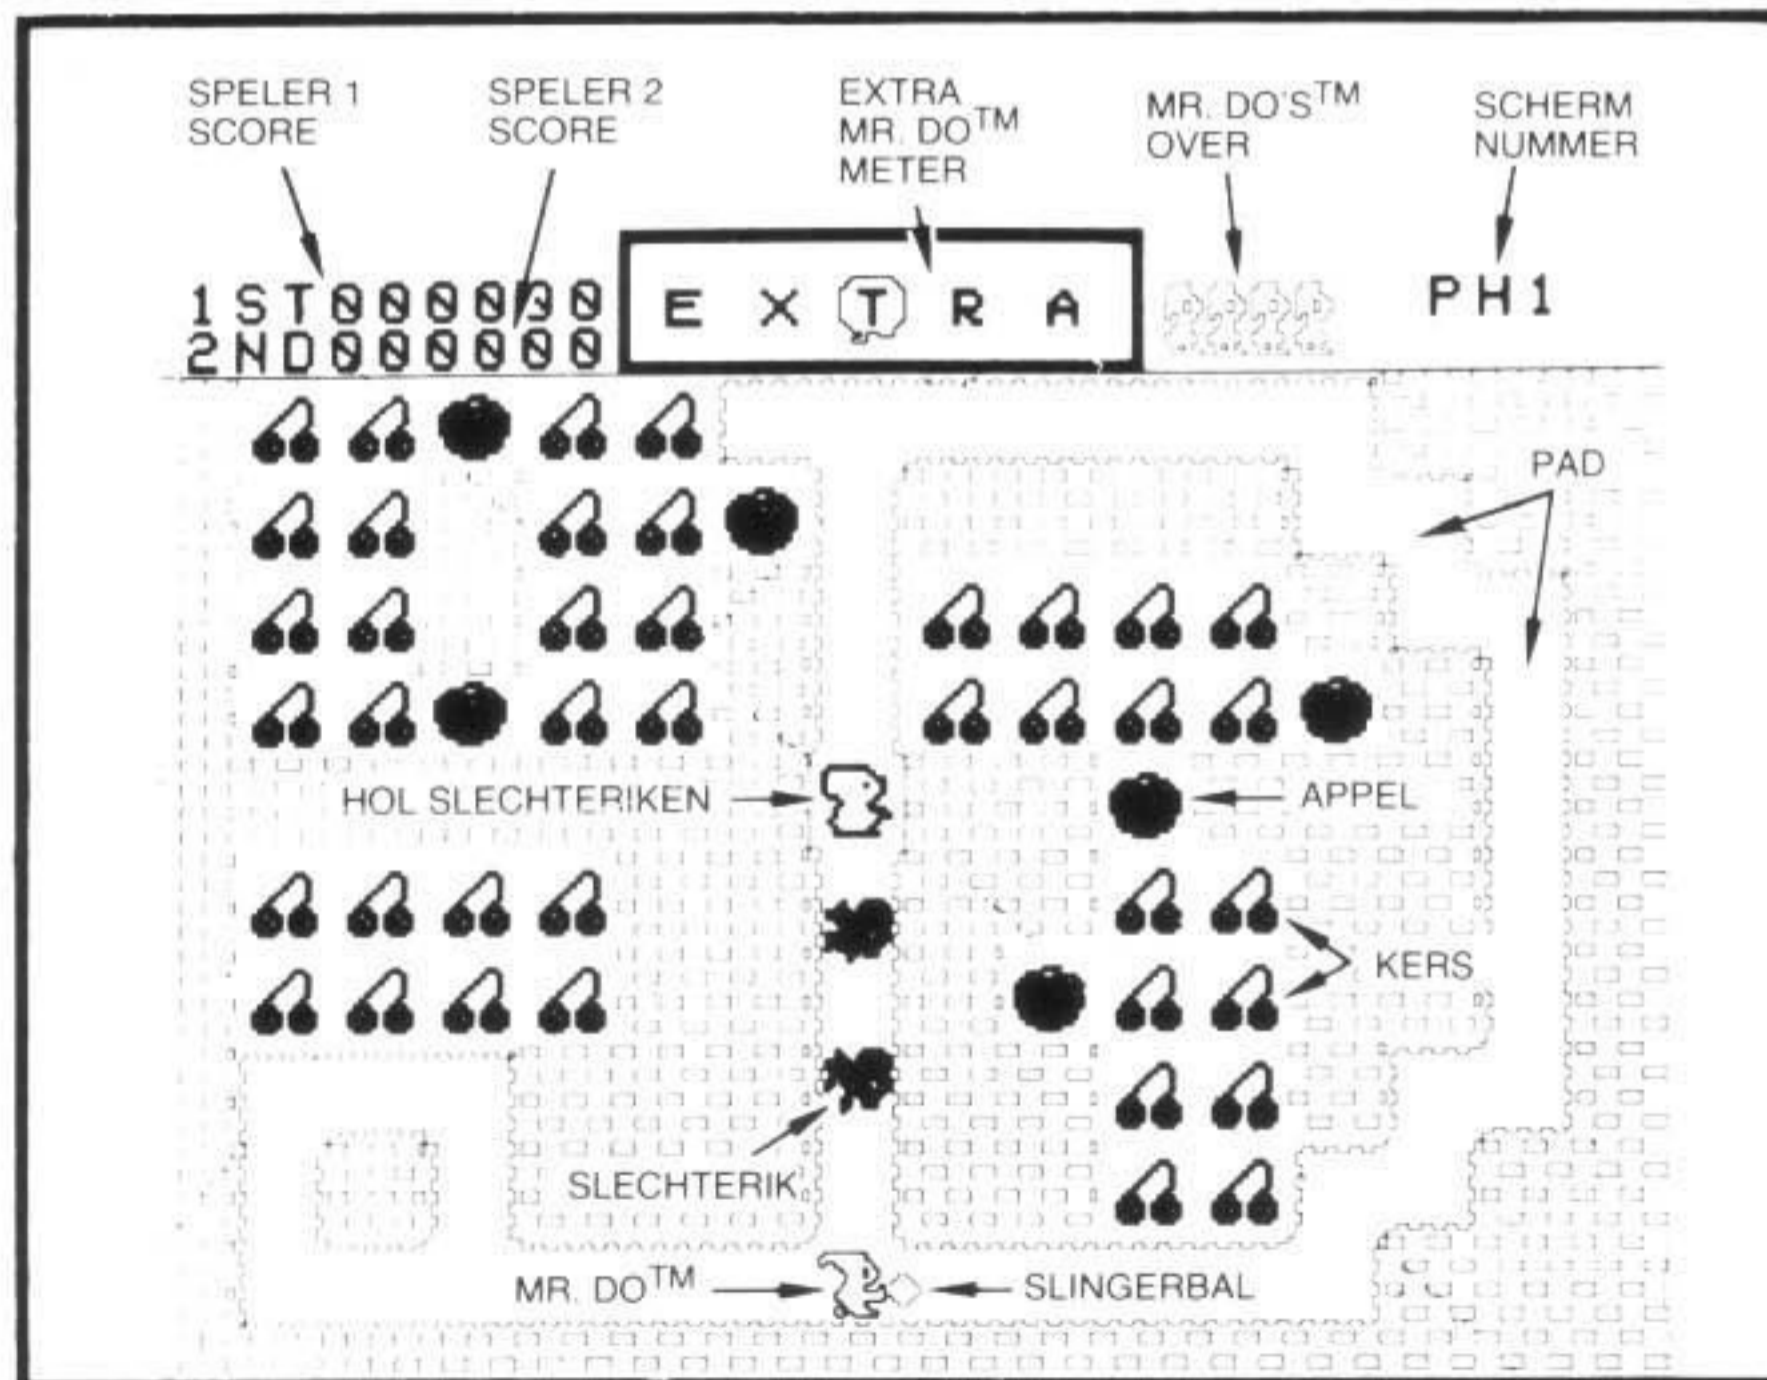 SPELER 1
SCORE
SPELER 2
SCORE
EXTRA
MR. DO™
METER
MR. DO'S™
OVER
SCHERM
NUMMER
1ST000000
2ND000000
E X T R A
PH1
PAD
HOL SLECHTERIKEN
APPEL
KERS
SLECHTERIK
MR. DO™
SLINGERBAL